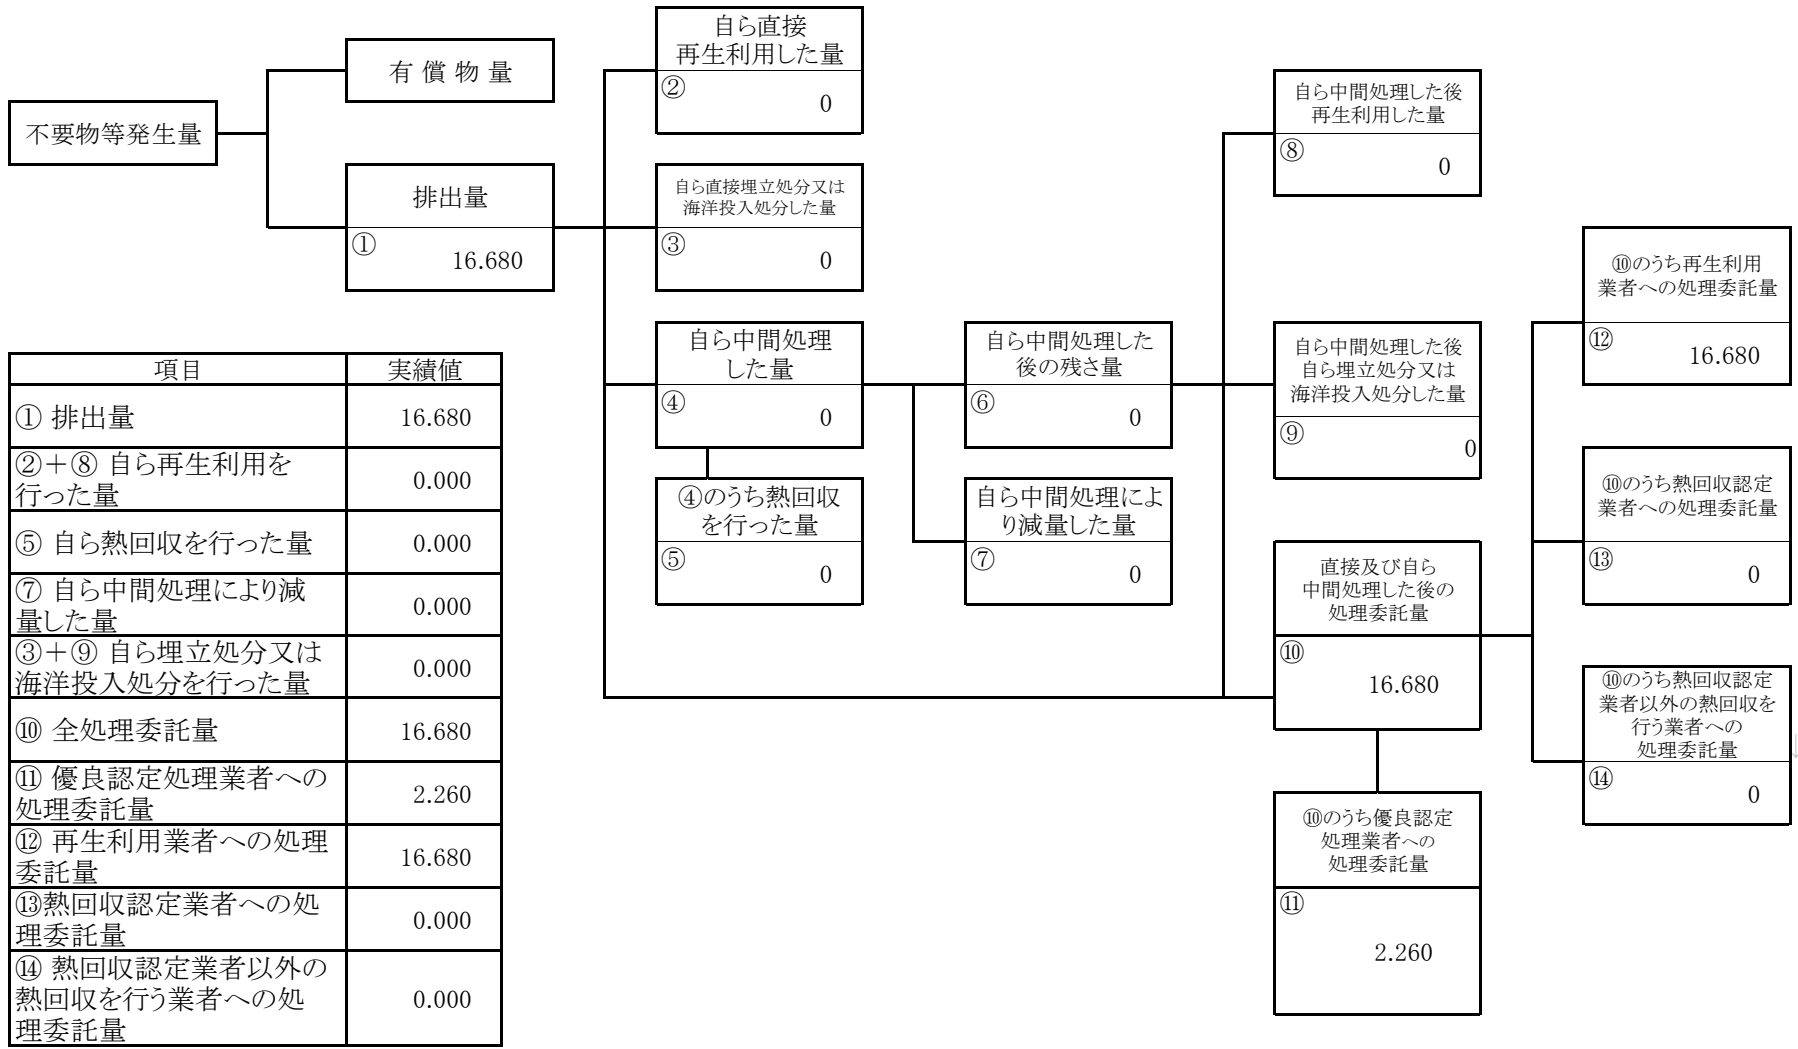 不要物等発生量
有償物量
排出量
①
16.680
自ら直接
再生利用した量
②
0
自ら直接埋立処分又は
海洋投入処分した量
③
0
自ら中間処理
した量
④
0
④のうち熱回収
を行った量
⑤
0
自ら中間処理した
後の残さ量
⑥
0
自ら中間処理によ
り減量した量
⑦
0
自ら中間処理した後
再生利用した量
⑧
0
自ら中間処理した後
自ら埋立処分又は
海洋投入処分した量
⑨
0
直接及び自ら
中間処理した後の
処理委託量
⑩
16.680
⑩のうち優良認定
処理業者への
処理委託量
⑪
2.260
⑩のうち再生利用
業者への処理委託量
⑫
16.680
⑩のうち熱回収認定
業者への処理委託量
⑬
0
⑩のうち熱回収認定
業者以外の熱回収を
行う業者への
処理委託量
⑭
0
項目 実績値
① 排出量 16.680
②＋⑧ 自ら再生利用を
行った量 0.000
⑤ 自ら熱回収を行った量 0.000
⑦ 自ら中間処理により減
量した量 0.000
③＋⑨ 自ら埋立処分又は
海洋投入処分を行った量 0.000
⑩ 全処理委託量 16.680
⑪ 優良認定処理業者への
処理委託量 2.260
⑫ 再生利用業者への処理
委託量 16.680
⑬熱回収認定業者への処
理委託量 0.000
⑭ 熱回収認定業者以外の
熱回収を行う業者への処
理委託量 0.000